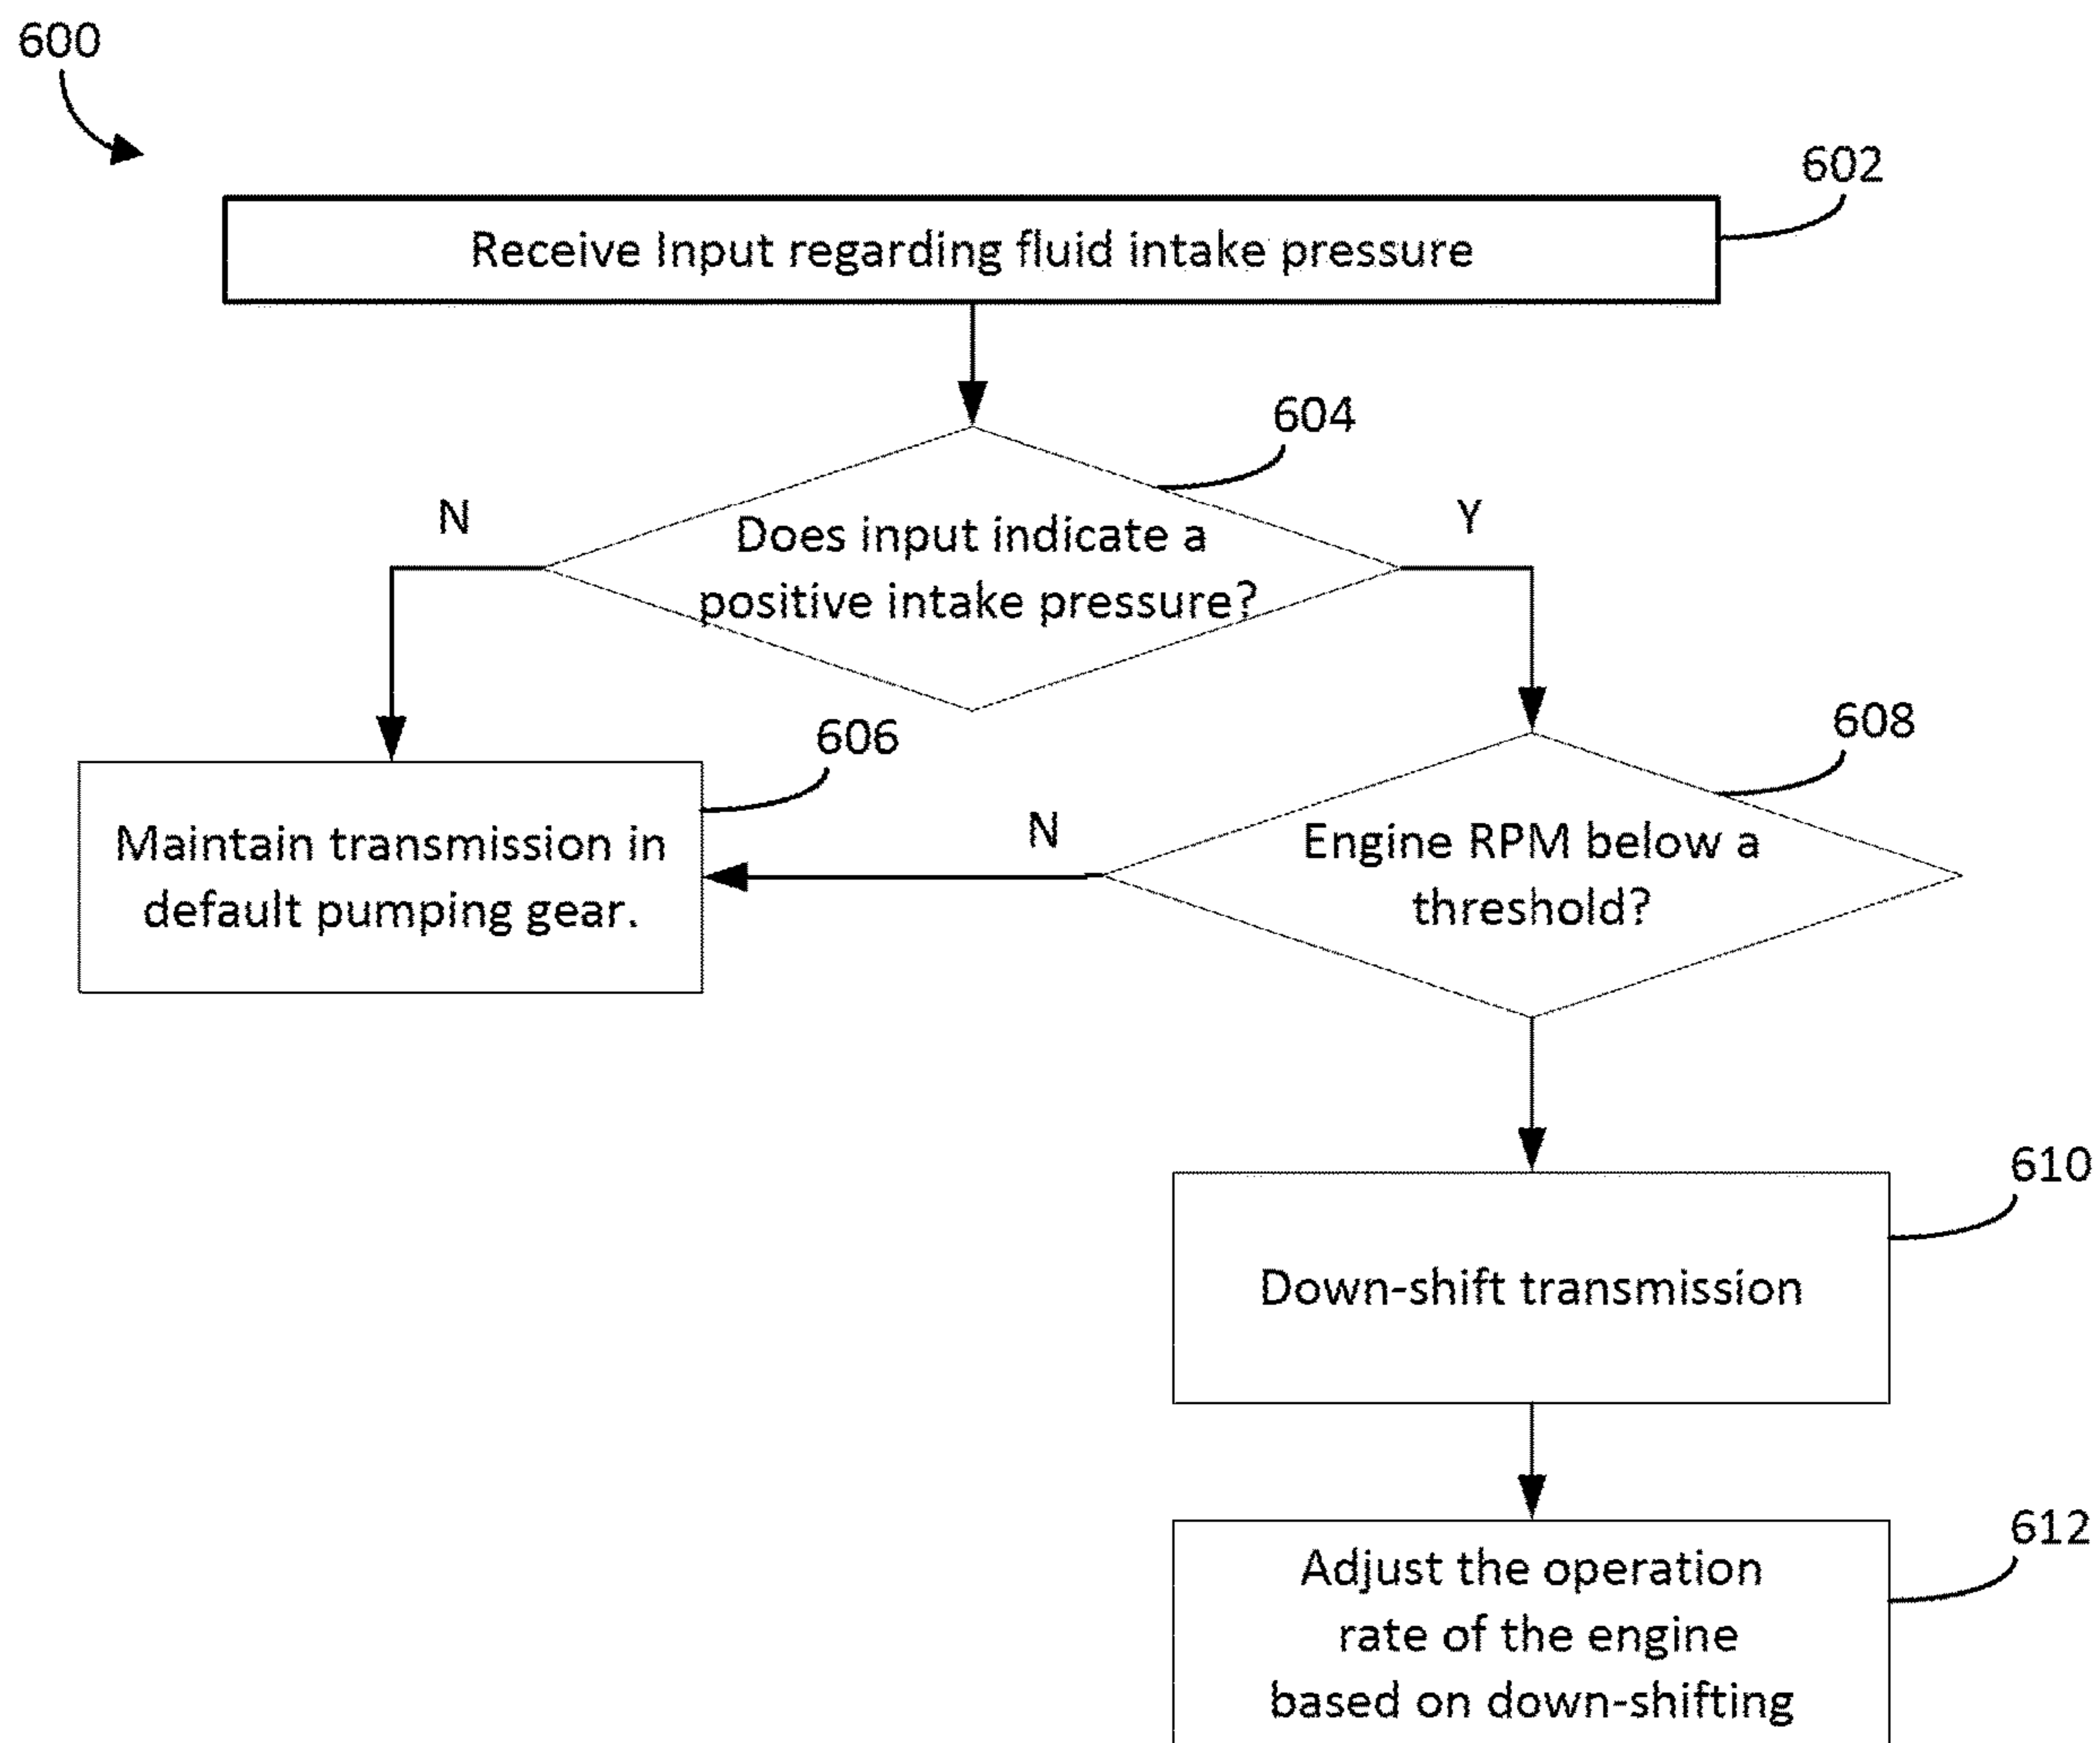 600
602
Receive Input regarding fluid intake pressure
604
N
Y
Does input indicate a
positive intake pressure?
606
608
Maintain transmission in
default pumping gear.
N
Engine RPM below a
threshold?
610
Down-shift transmission
612
Adjust the operation
rate of the engine
based on down-shifting